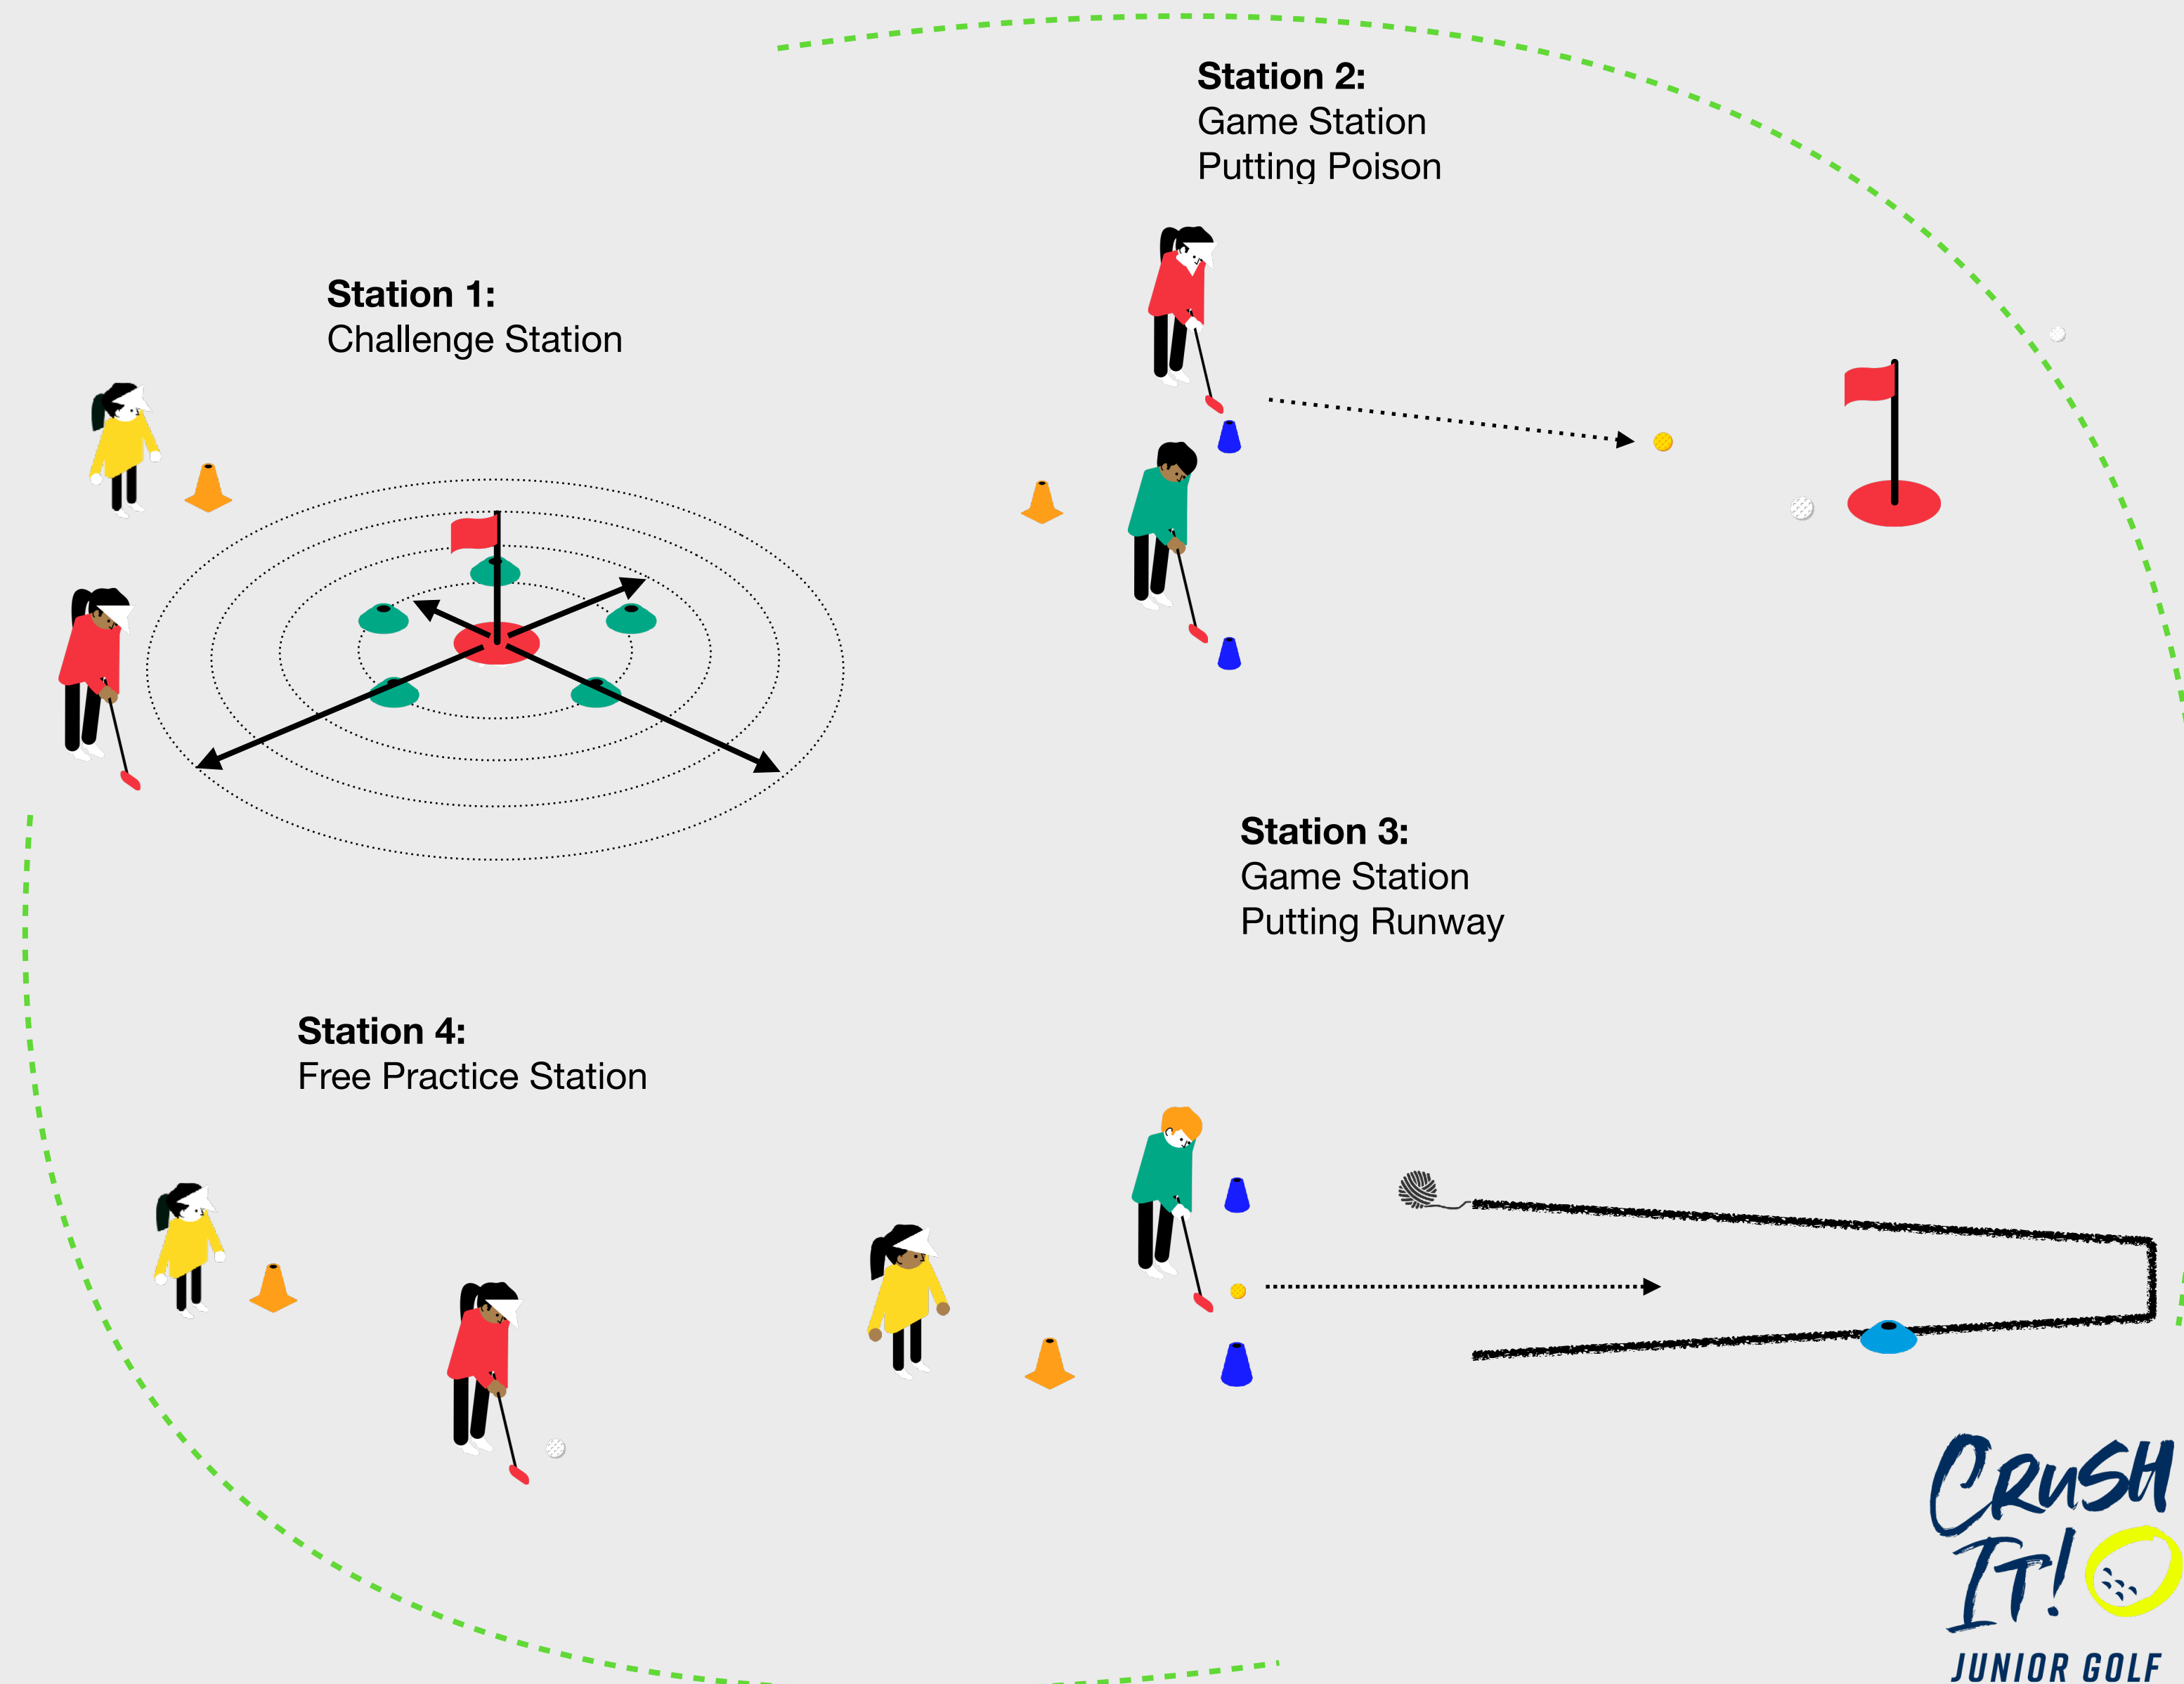 Station 1:
Challenge Station
Station 2:
Game Station
Putting Poison
Station 3:
Game Station
Putting Runway
Station 4:
Free Practice Station
CRUSH
IT!
JUNIOR GOLF